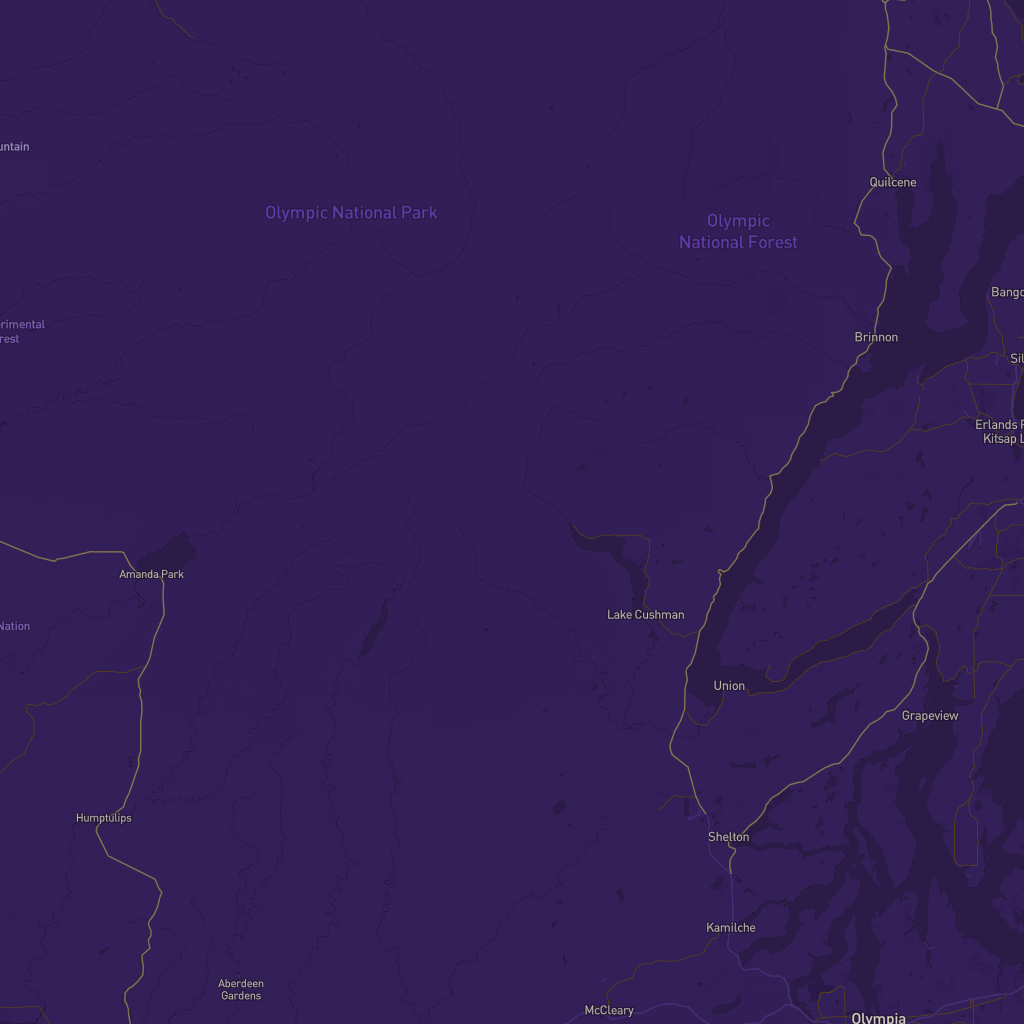 untain
Quilcene
Olympic National Park
Olympic
National Forest
Bango
erimental
rest
Brinnon
Sil
Erlands P
Kitsap L
Amanda Park
Lake Cushman
Nation
Union
Grapeview
Humptulips
Shelton
Kamilche
Aberdeen
Gardens
McCleary
Olympia